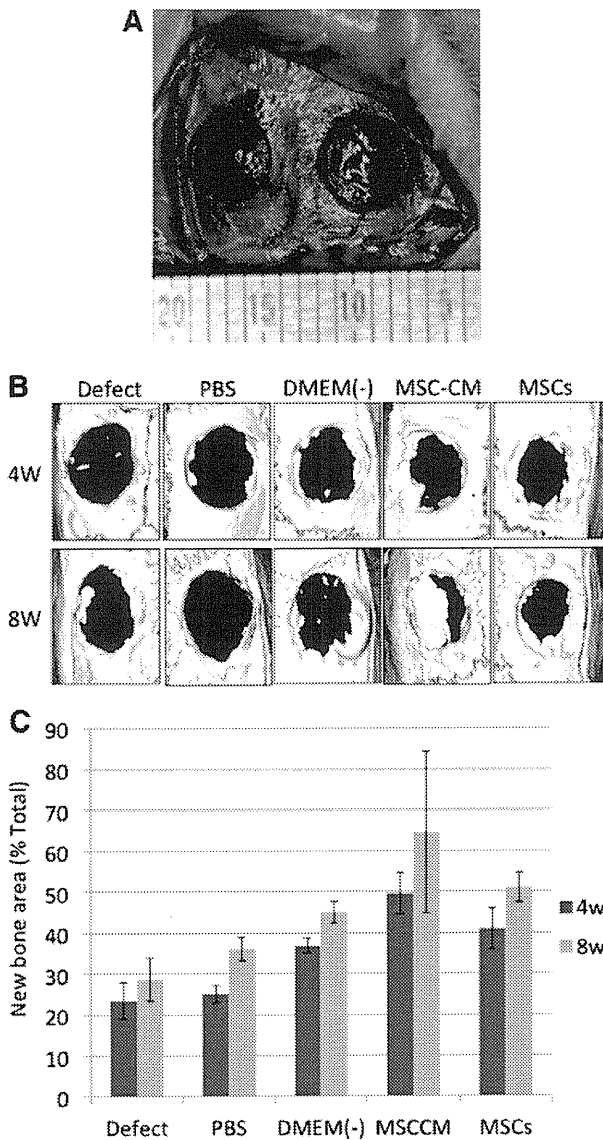 A
20 15 10 5
B Defect PBS DMEM(-) MSC-CM MSCs
4W
8W
C
New bone area (% Total)
90
80
70
60
50
40
30
20
10
0
Defect PBS DMEM(-) MSCCM MSCs
4w
8w